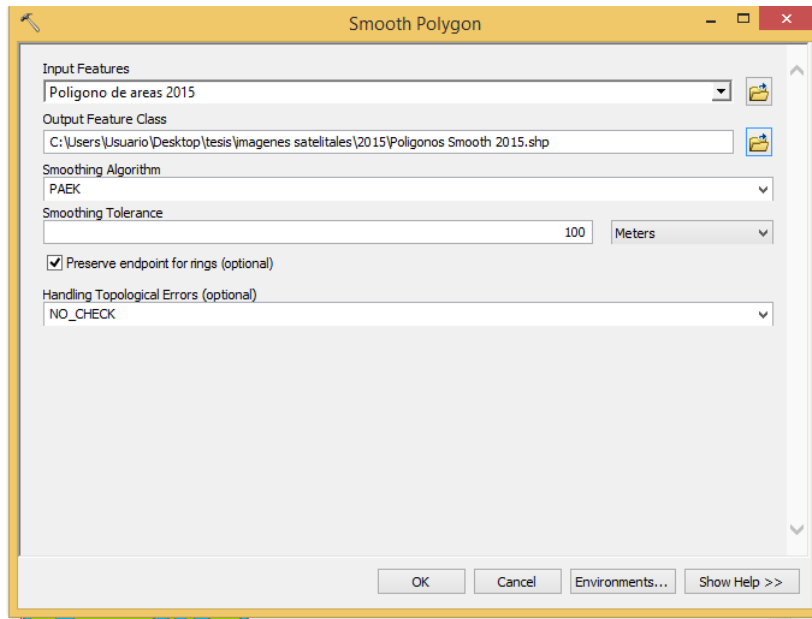 Smooth Polygon
Input Features
Poligono de areas 2015
Output Feature Class
C:\Users\Usuario\Desktop\tesis\imagenes satelitales\2015\Poligonos Smooth 2015.shp
Smoothing Algorithm
PAEK
Smoothing Tolerance
100 Meters
Preserve endpoint for rings (optional)
Handling Topological Errors (optional)
NO_CHECK
OK Cancel Environments... Show Help >>